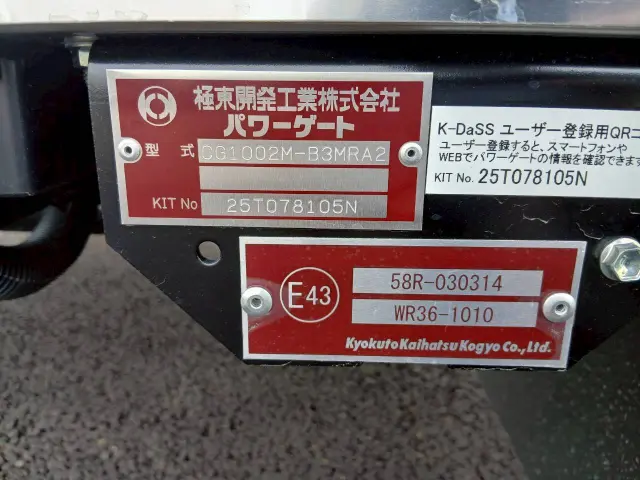 極東開発工業株式会社
パワーゲート
型 式 CG1002M-B3MRA2
KIT No 25T078105N
K-DaSS ユーザー登録用QRコ
ユーザー登録すると、スマートフォンや
WEBでパワーゲートの情報を確認できます
KIT No. 25T078105N
E43
58R-030314
WR36-1010
Kyokuto Kaihatsu Kogyo Co., Ltd.